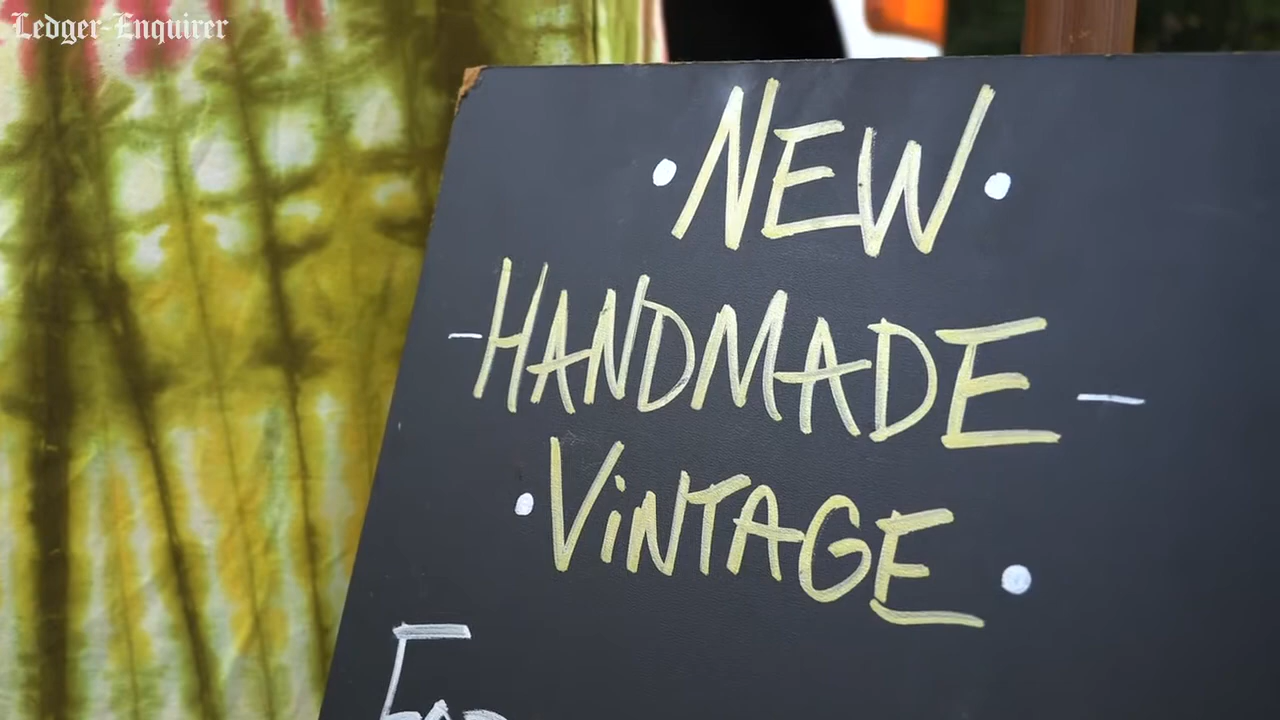 Ledger-Enquirer
• NEW •
- HANDMADE -
• ViNTAGE •